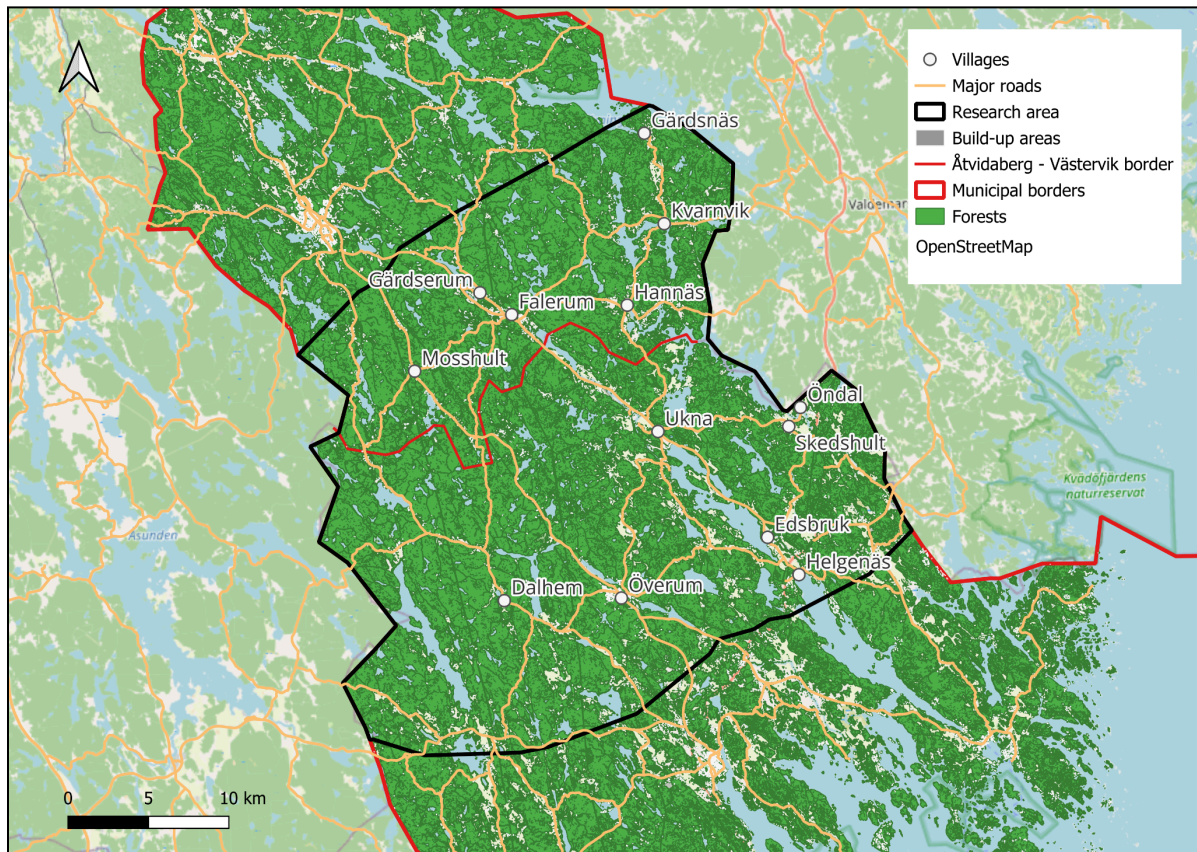 Villages
Major roads
Research area
Build-up areas
Åtvidaberg - Västervik border
Municipal borders
Forests
OpenStreetMap
Gärdsnäs
Kvarnvik
Valdemar
Gärdserum
Falerum
Hannäs
Mosshult
Öndal
Ukna
Skedshult
Kvädöfjärdens
naturreservat
Åsunden
Edsbruk
Helgenäs
Dalhem
Överum
0 5 10 km